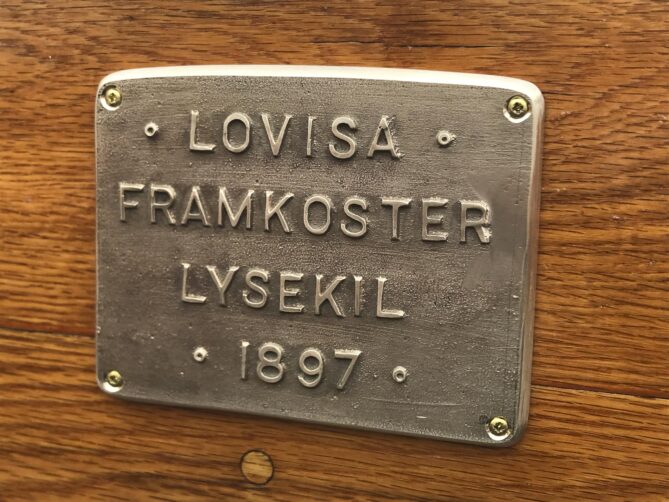 • LOVISA •
FRAMKOSTER
LYSEKIL
• 1897 •